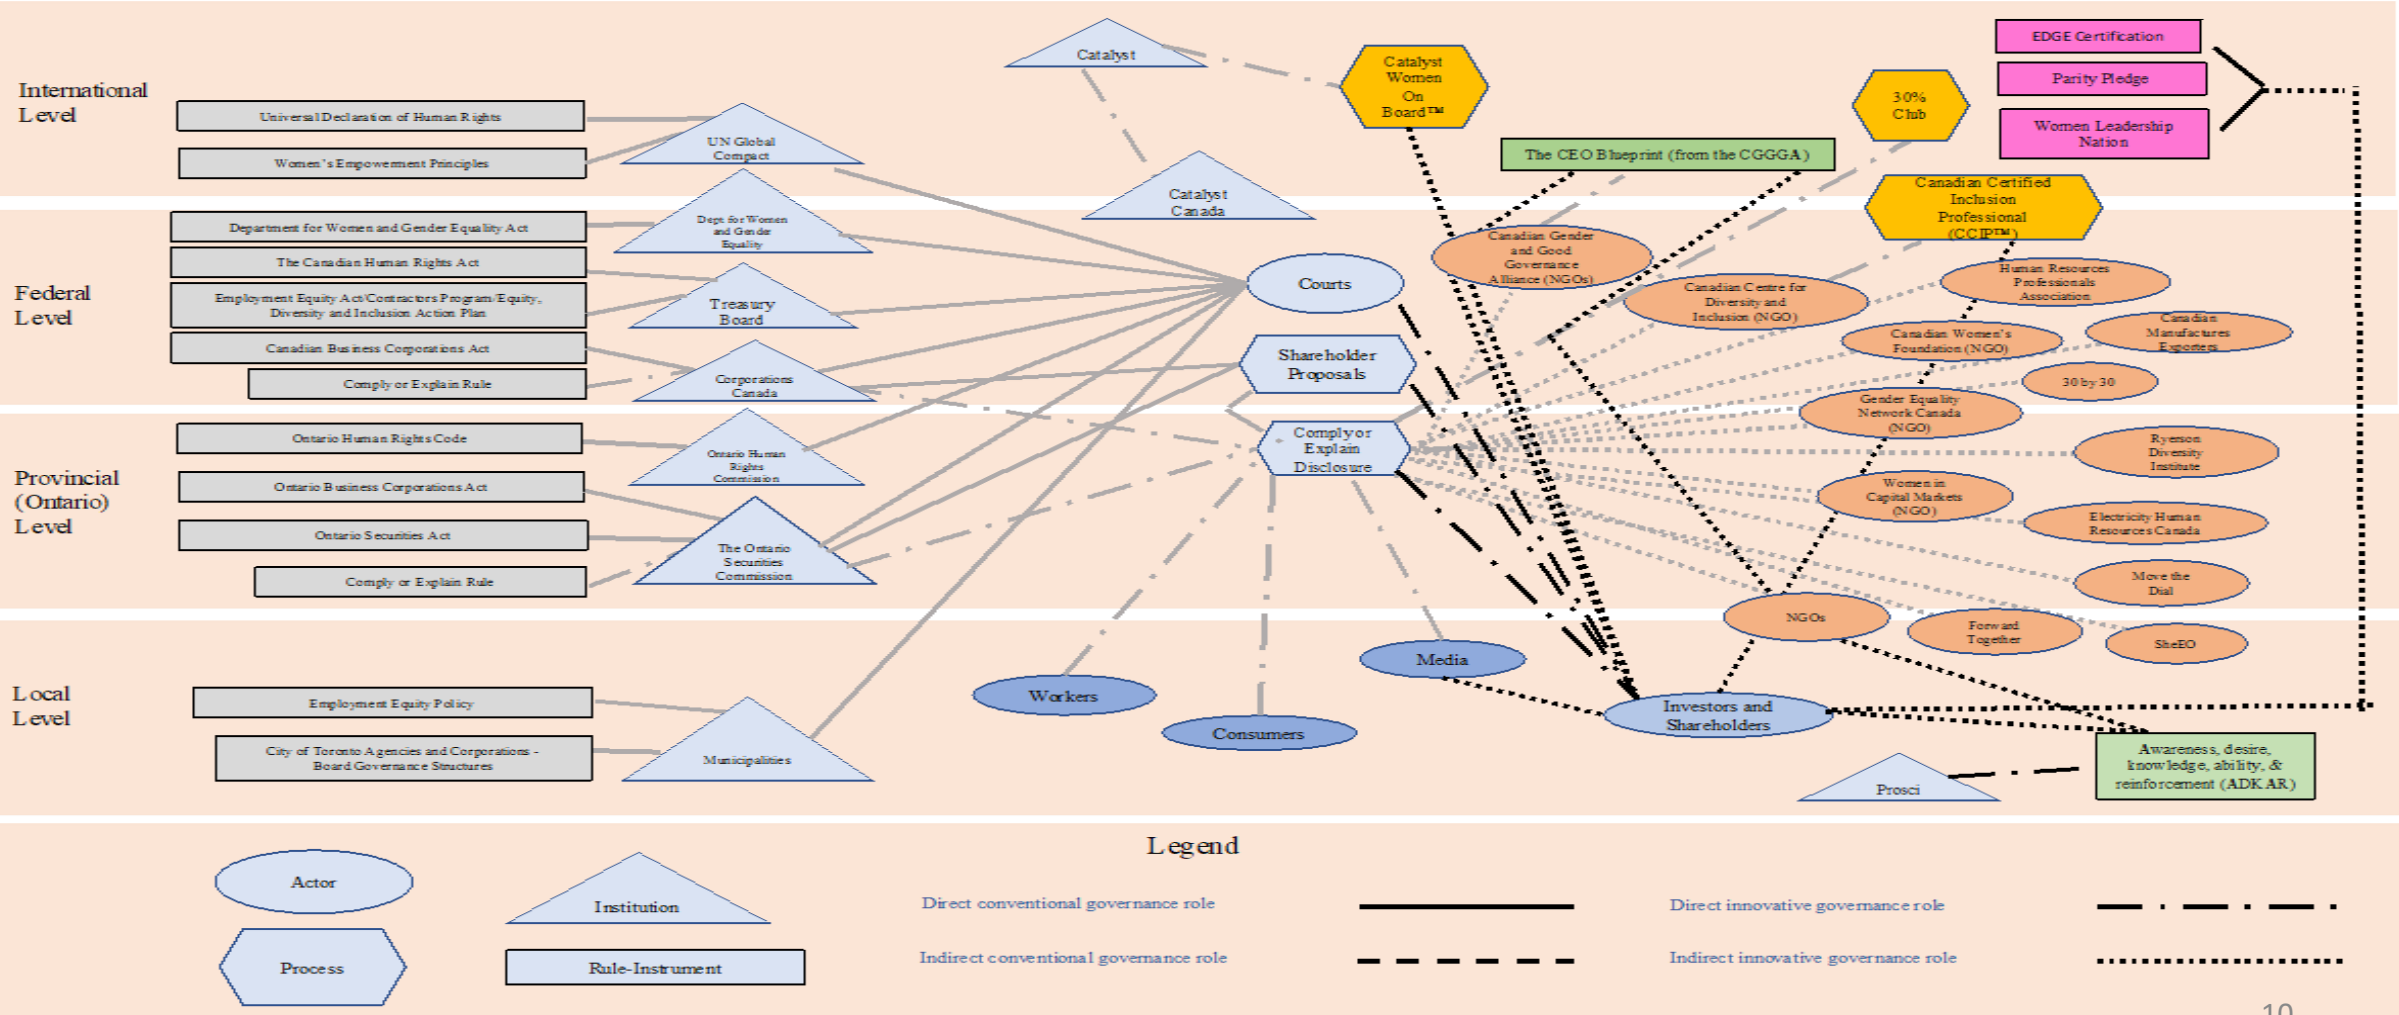 International
Level
Universal Declaration of Human Rights
Women's Empowerment Principles
UN Global
Compact
Catalyst
Catalyst
Canada
Catalyst
Women
On
Board™
The CEO Blueprint (from the CGGGA)
30%
Club
EDGE Certification
Parity Pledge
Women Leadership
Nation
Canadian Certified
Inclusion
Professional
(CCIP™)
Federal
Level
Department for Women and Gender Equality Act
The Canadian Human Rights Act
Employment Equity Act/Contractors Program/Equity,
Diversity and Inclusion Action Plan
Canadian Business Corporations Act
Comply or Explain Rule
Dept for Women
and Gender
Equality
Treasury
Board
Corporations
Canada
Courts
Shareholder
Proposals
Canadian Gender
and Good
Governance
Alliance (NGOs)
Canadian Centre for
Diversity and
Inclusion (NGO)
Human Resources
Professionals
Association
Canadian Women's
Foundation (NGO)
Canadian
Manufactures
Exporters
30 by 30
Gender Equality
Network Canada
(NGO)
Provincial
(Ontario)
Level
Ontario Human Rights Code
Ontario Business Corporations Act
Ontario Securities Act
Comply or Explain Rule
Ontario Human
Rights
Commission
The Ontario
Securities
Commission
Comply or
Explain
Disclosure
Ryerson
Diversity
Institute
Women in
Capital Markets
(NGO)
Electricity Human
Resources Canada
Move the
Dial
NGOs
Forward
Together
SheEO
Local
Level
Employment Equity Policy
City of Toronto Agencies and Corporations -
Board Governance Structures
Municipalities
Workers
Consumers
Media
Investors and
Shareholders
Prosci
Awareness, desire,
knowledge, ability, &
reinforcement (ADKAR)
Legend
Actor
Institution
Process
Rule-Instrument
Direct conventional governance role
Indirect conventional governance role
Direct innovative governance role
Indirect innovative governance role
10